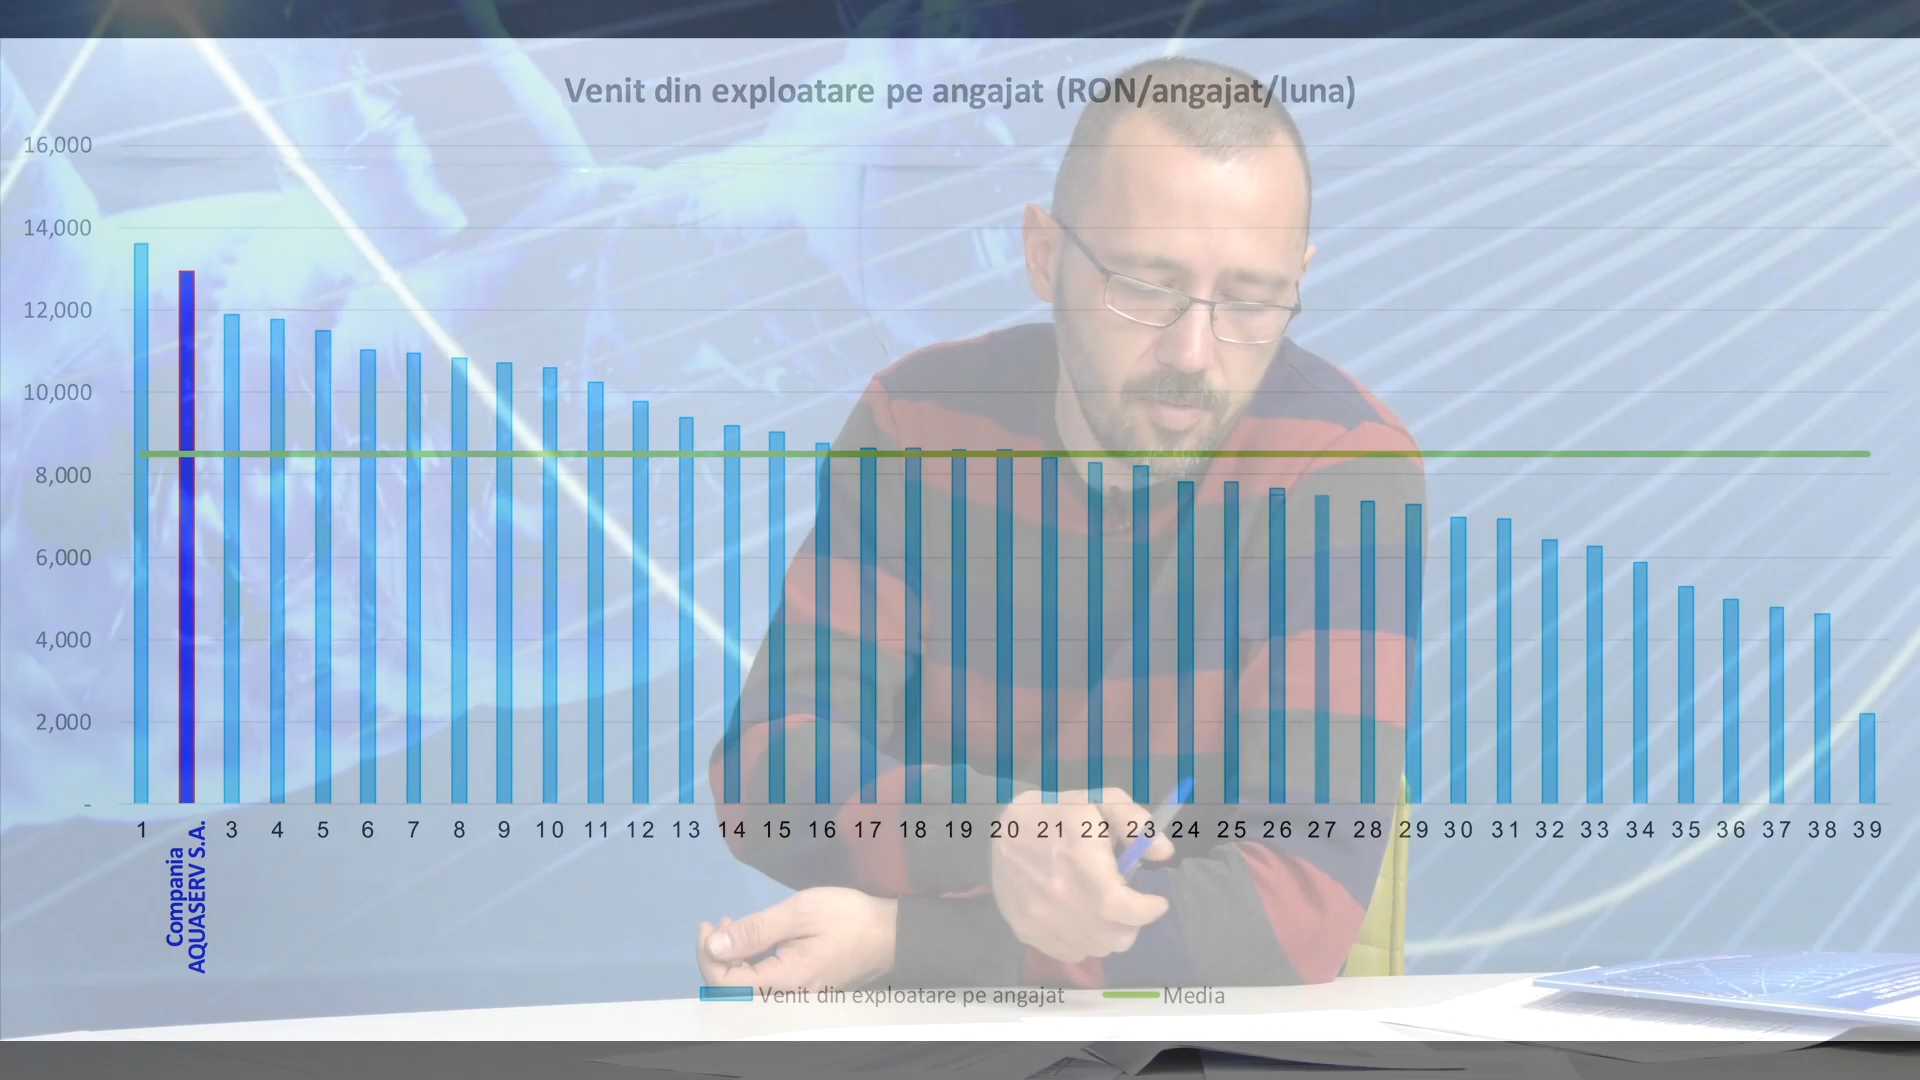 Venit din exploatare pe angajat (RON/angajat/luna)
16,000
14,000
12,000
10,000
8,000
6,000
4,000
2,000
-
1 3 4 5 6 7 8 9 10 11 12 13 14 15 16 17 18 19 20 21 22 23 24 25 26 27 28 29 30 31 32 33 34 35 36 37 38 39
Compania
AQUASERV S.A.
Venit din exploatare pe angajat Media